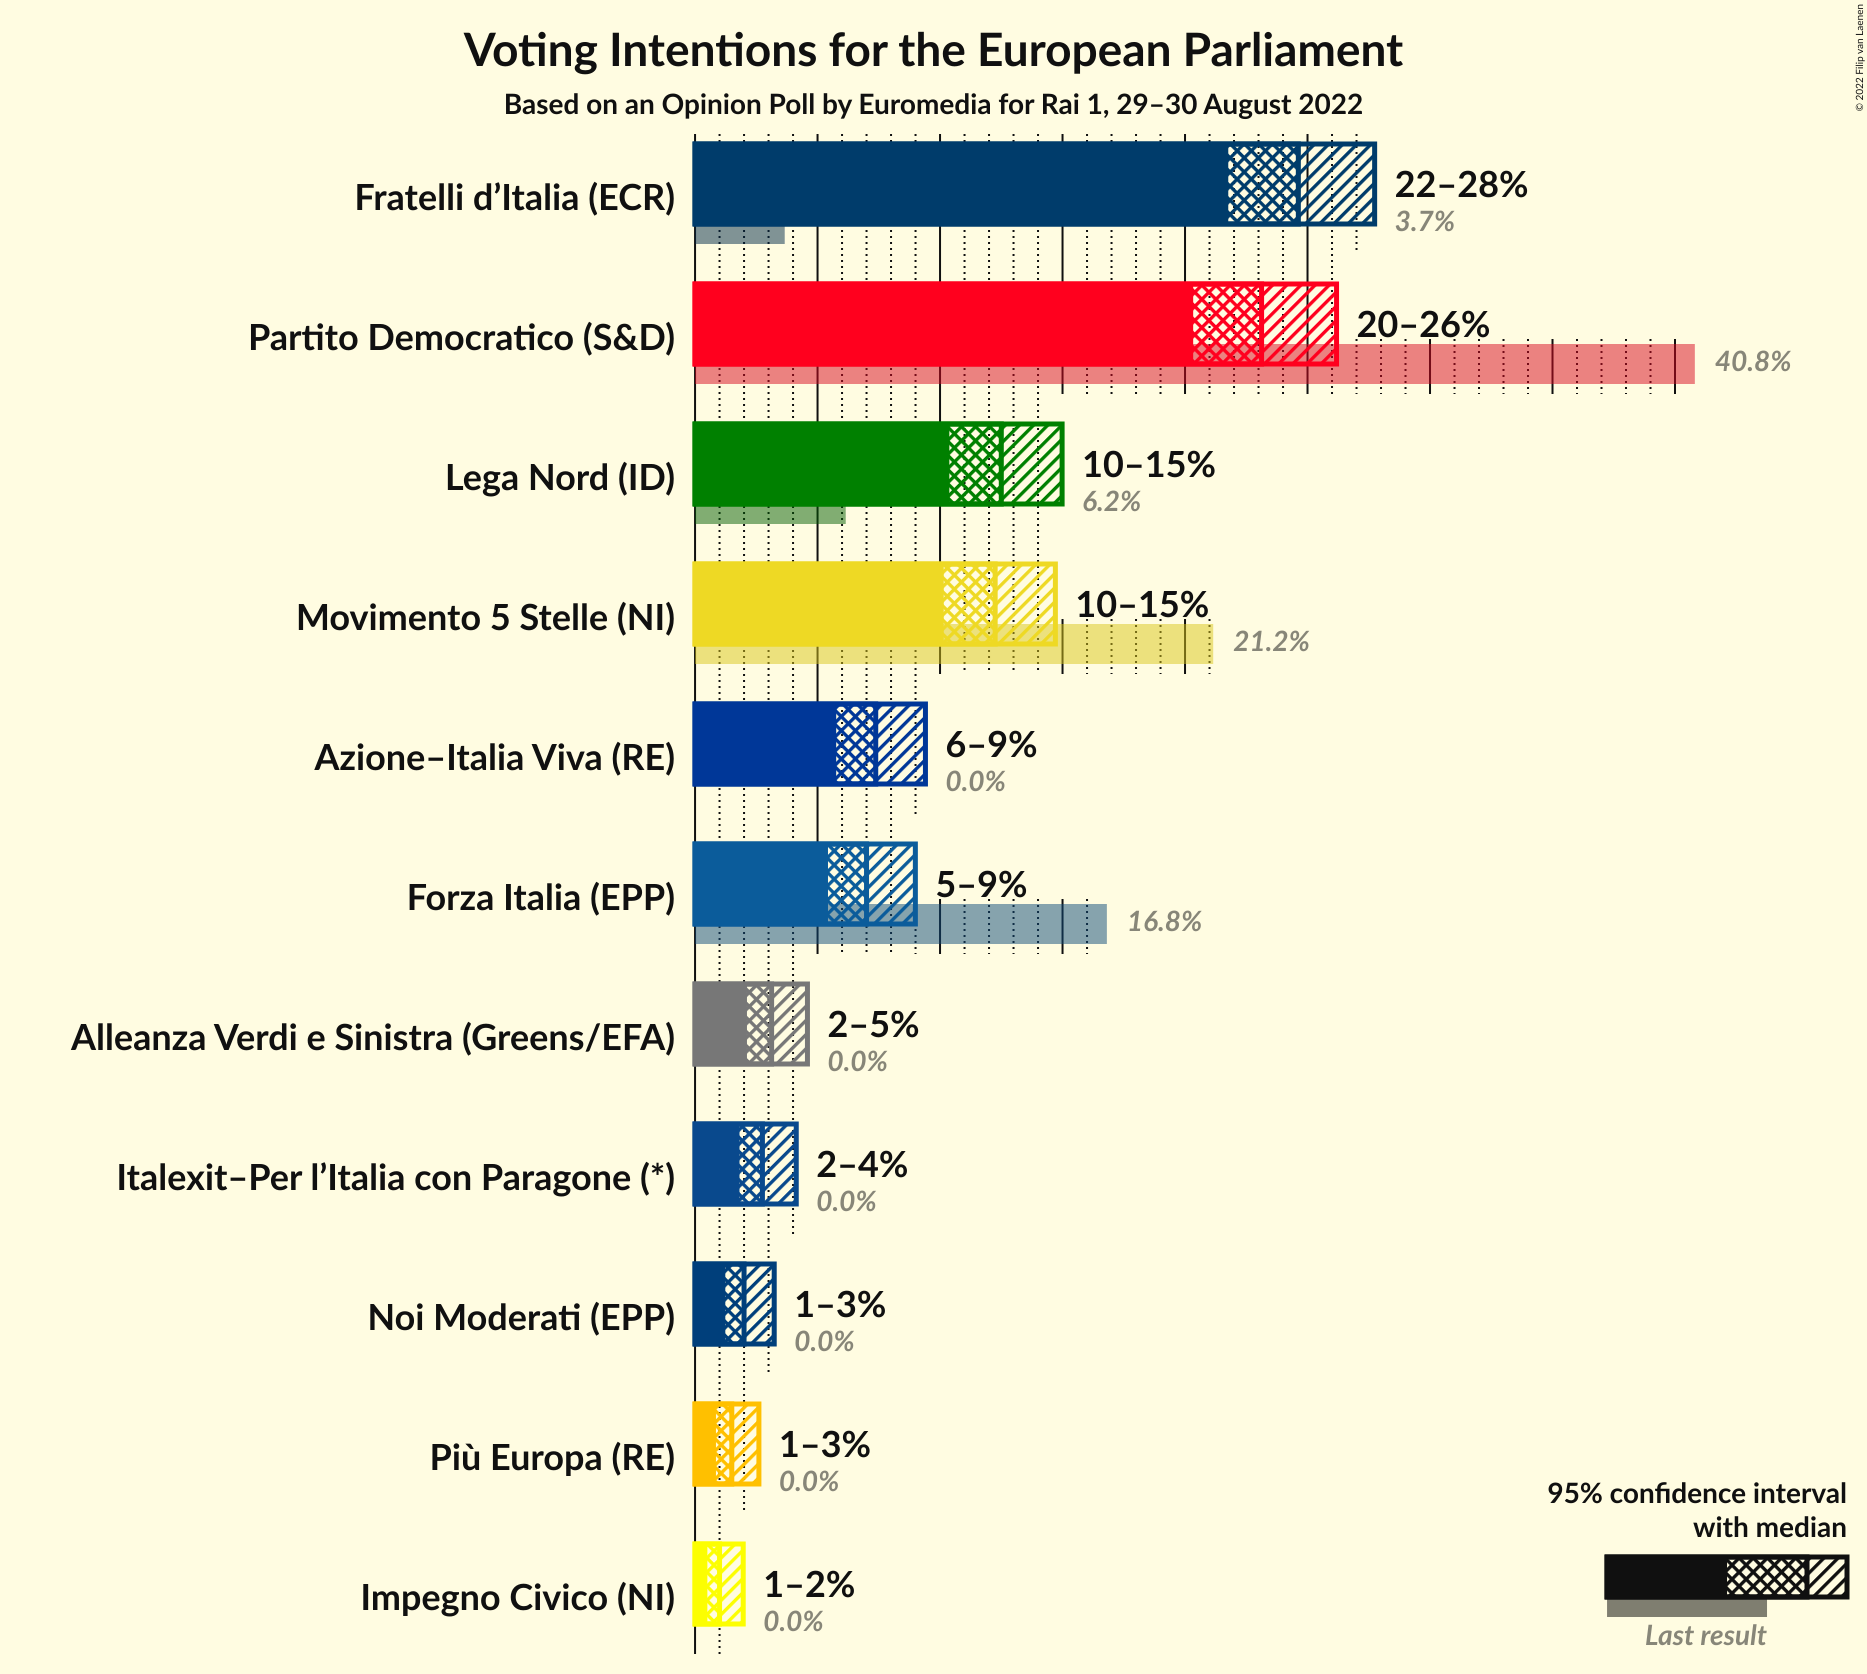 Voting Intentions for the European Parliament
Based on an Opinion Poll by Euromedia for Rai 1, 29–30 August 2022
© 2022 Filip van Laenen
Fratelli d’Italia (ECR)
22–28%
3.7%
Partito Democratico (S&D)
20–26%
40.8%
Lega Nord (ID)
10–15%
6.2%
Movimento 5 Stelle (NI)
10–15%
21.2%
Azione–Italia Viva (RE)
6–9%
0.0%
Forza Italia (EPP)
5–9%
16.8%
Alleanza Verdi e Sinistra (Greens/EFA)
2–5%
0.0%
Italexit–Per l’Italia con Paragone (*)
2–4%
0.0%
Noi Moderati (EPP)
1–3%
0.0%
Più Europa (RE)
1–3%
0.0%
Impegno Civico (NI)
1–2%
0.0%
95% confidence interval
with median
Last result